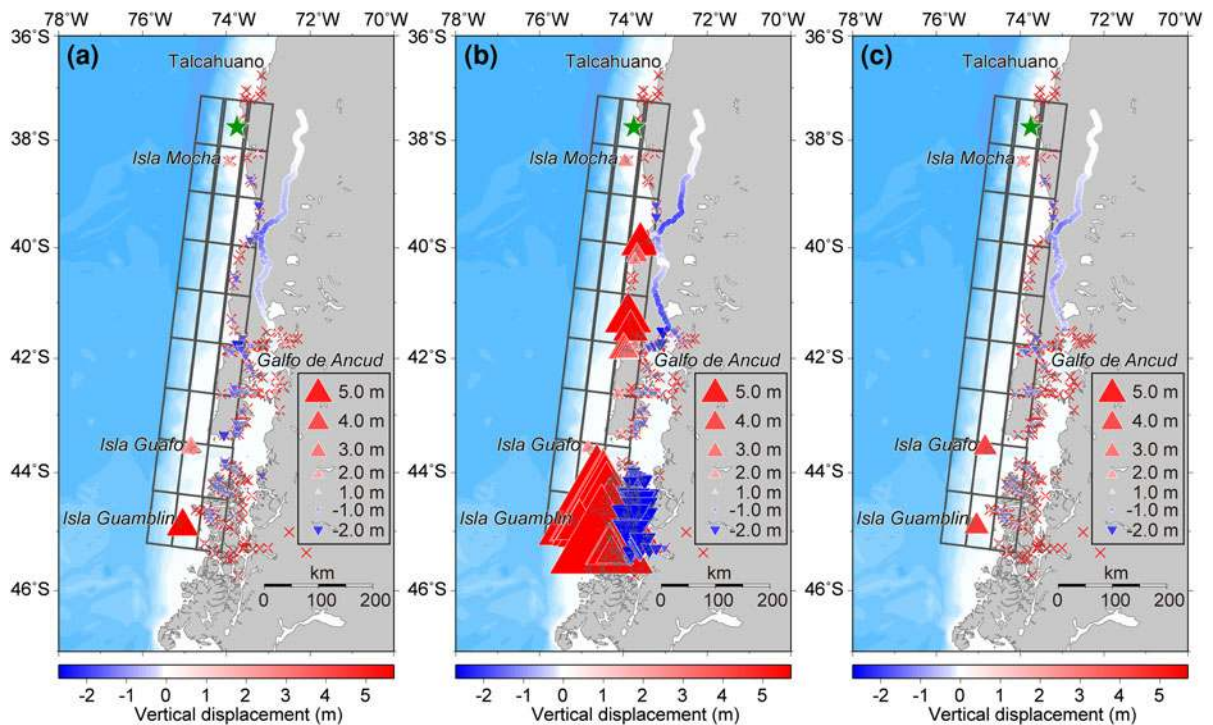 78°W 76°W 74°W 72°W 70°W
36°S
(a)
Talcahuano
38°S
Isla Mocha
40°S
42°S
Galfo de Ancud
5.0 m
4.0 m
3.0 m
2.0 m
1.0 m
-1.0 m
-2.0 m
Isla Guafo
44°S
Isla Guamblin
46°S
km
0 100 200
-2 -1 0 1 2 3 4 5
Vertical displacement (m)
78°W 76°W 74°W 72°W 70°W
36°S
(b)
Talcahuano
38°S
Isla Mocha
40°S
42°S
Galfo de Ancud
5.0 m
4.0 m
3.0 m
2.0 m
1.0 m
-1.0 m
-2.0 m
Isla Guafo
44°S
Isla Guamblin
46°S
km
0 100 200
-2 -1 0 1 2 3 4 5
Vertical displacement (m)
78°W 76°W 74°W 72°W 70°W
36°S
(c)
Talcahuano
38°S
Isla Mocha
40°S
42°S
Galfo de Ancud
5.0 m
4.0 m
3.0 m
2.0 m
1.0 m
-1.0 m
-2.0 m
Isla Guafo
44°S
Isla Guamblin
46°S
km
0 100 200
-2 -1 0 1 2 3 4 5
Vertical displacement (m)